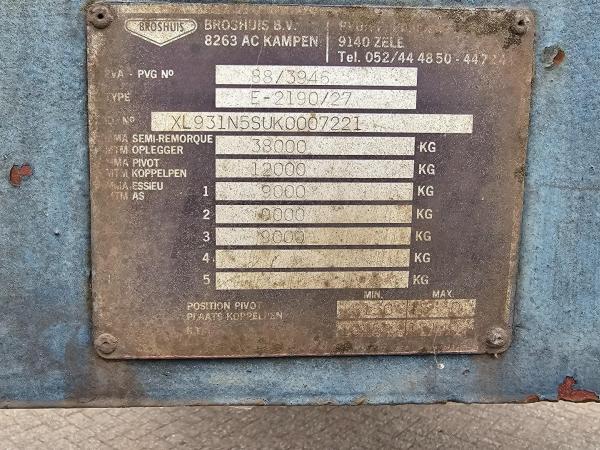 BROSHUIS
BROSHUIS B.V.
8263 AC KAMPEN
9140 ZELE
Tel. 052/44 48 50 -
PVG Nº 88/3946
TYPE E-2190/27
Nº XL931N5SUK0007221
SEMI-REMORQUE
OPLEGGER 38000 KG
PIVOT
KOPPELPEN 12000 KG
ESSIEU
AS 1 9000 KG
2 9000 KG
3 9000 KG
4 KG
5 KG
MIN. MAX.
POSITION PIVOT
PLAATS KOPPELPEN